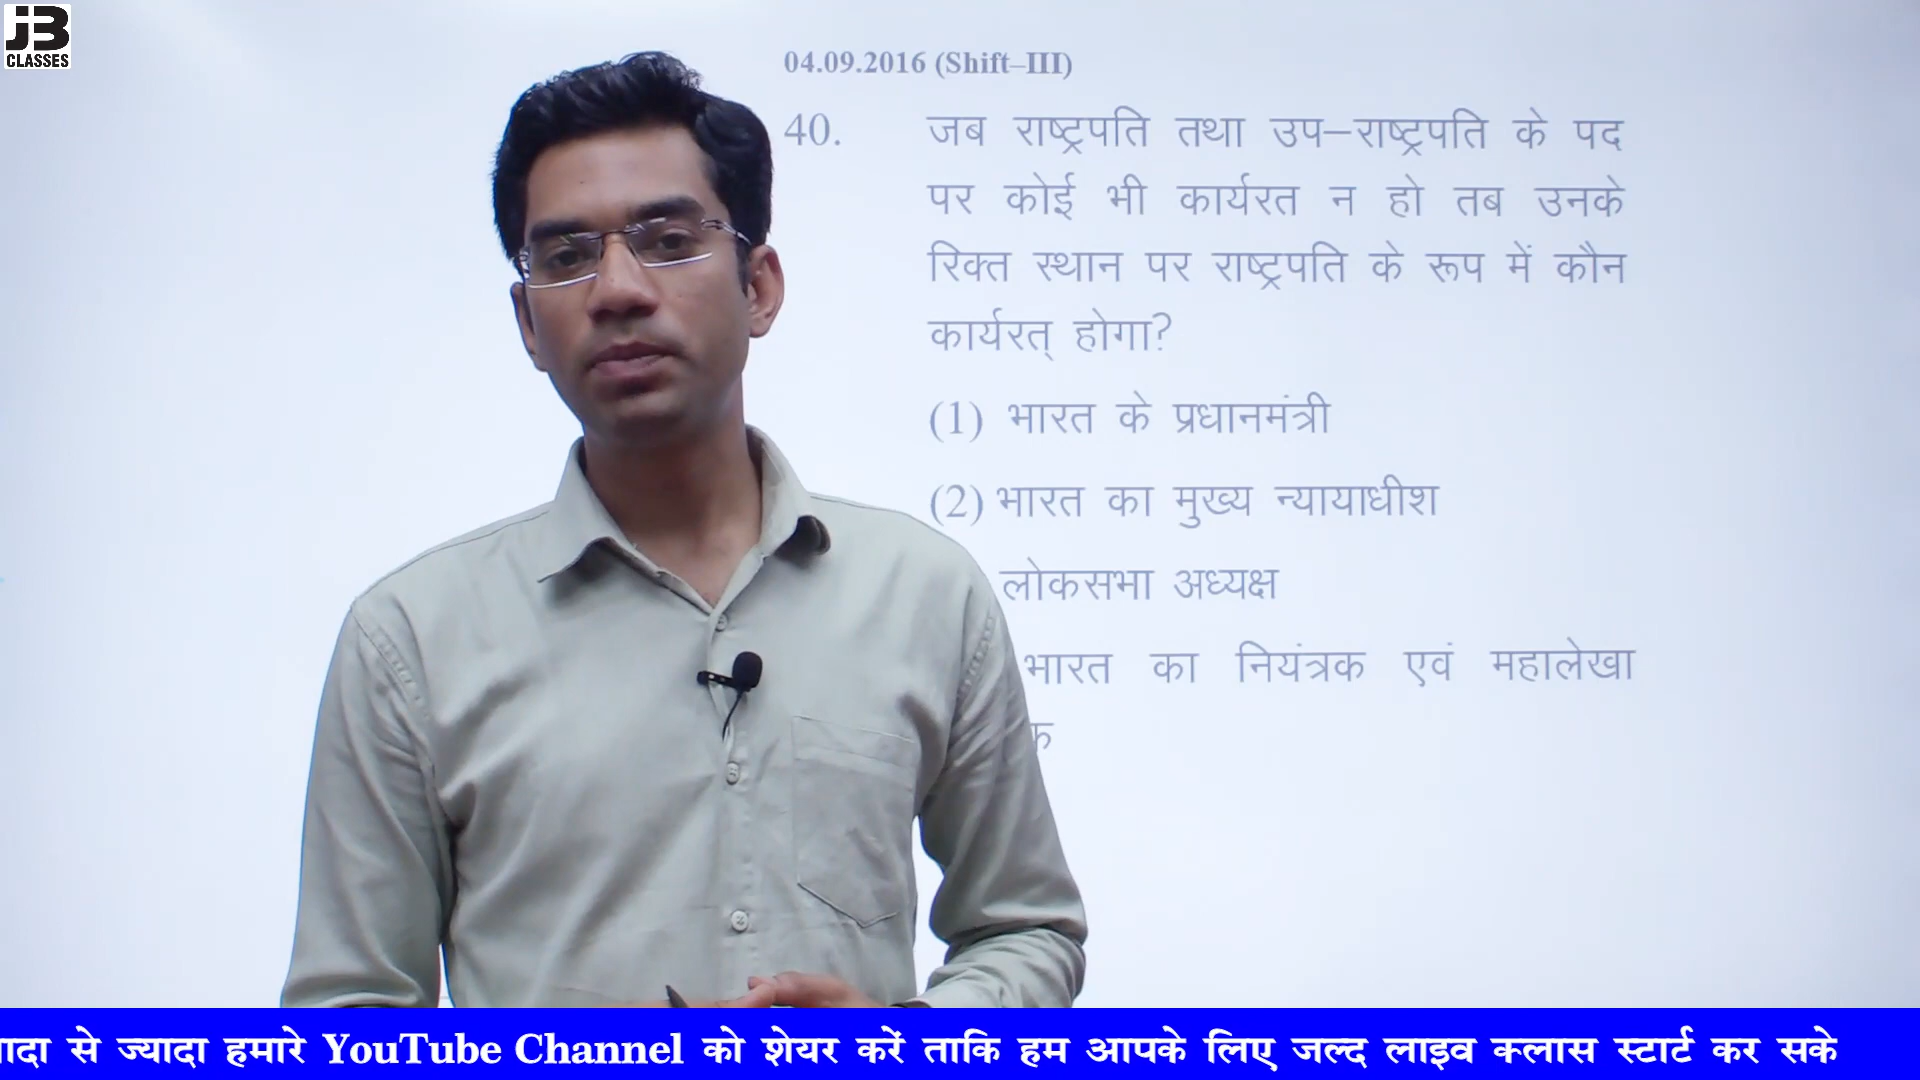 JB
CLASSES
04.09.2016 (Shift–III)
40. जब राष्ट्रपति तथा उप–राष्ट्रपति के पद
पर कोई भी कार्यरत न हो तब उनके
रिक्त स्थान पर राष्ट्रपति के रूप में कौन
कार्यरत् होगा?
(1) भारत के प्रधानमंत्री
(2) भारत का मुख्य न्यायाधीश
लोकसभा अध्यक्ष
भारत का नियंत्रक एवं महालेखा
से ज्यादा हमारे YouTube Channel को शेयर करें ताकि हम आपके लिए जल्द लाइव क्लास स्टार्ट कर सके